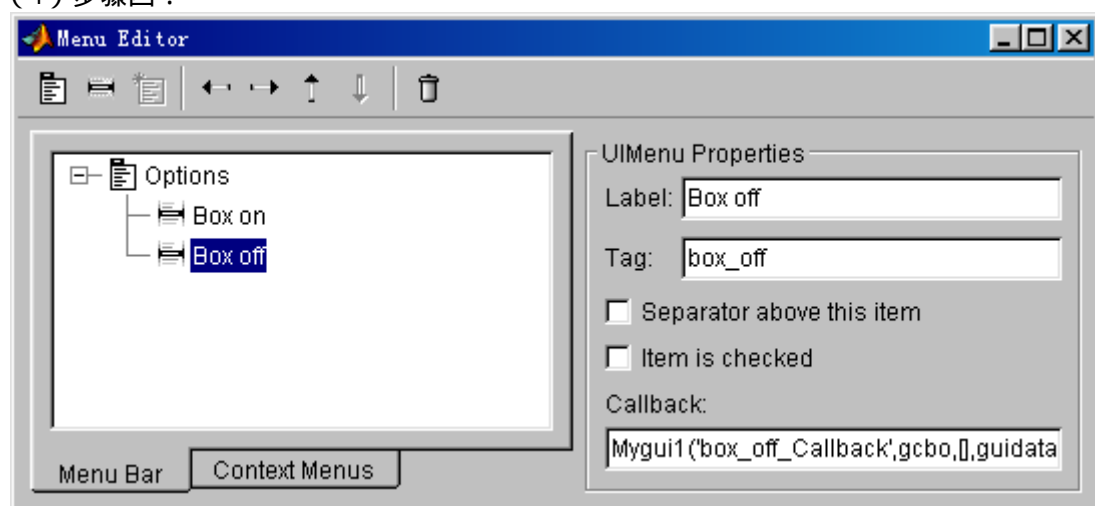 Menu Editor
Options
Box on
Box off
Menu Bar
Context Menus
UIMenu Properties
Label: Box off
Tag: box_off
Separator above this item
Item is checked
Callback:
Mygui1('box_off_Callback',gcbo,[],guidata